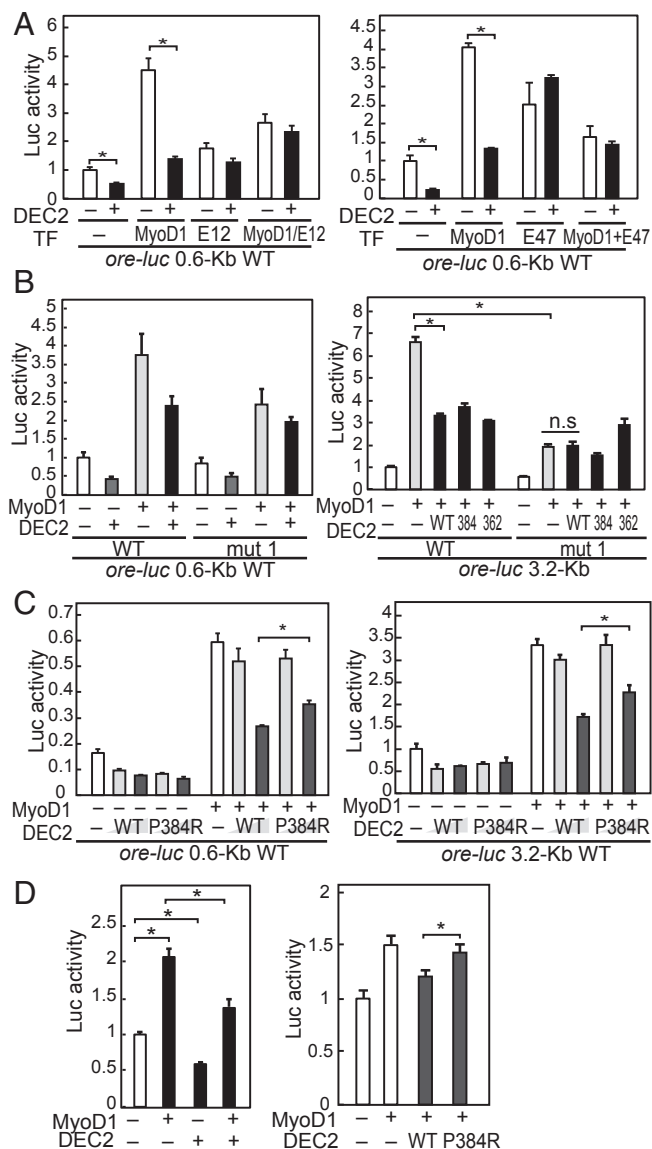 A
Luc activity
6
5
4
3
2
1
0
*
*
DEC2 – + – + – + – +
TF – MyoD1 E12 MyoD1/E12
ore-luc 0.6-Kb WT
Luc activity
5
4.5
4
3.5
3
2.5
2
1.5
1
0.5
0
*
*
DEC2 – + – + – + – +
TF – MyoD1 E47 MyoD1+E47
ore-luc 0.6-Kb WT
B
Luc activity
5
4.5
4
3.5
3
2.5
2
1.5
1
0.5
0
MyoD1 – – + + – – + +
DEC2 – + – + – + – +
WT mut 1
ore-luc 0.6-Kb WT
Luc activity
8
7
6
5
4
3
2
1
0
*
*
n.s
MyoD1 – + + + + – + + + +
DEC2 – – WT 384 362 – – WT 384 362
WT mut 1
ore-luc 3.2-Kb
C
Luc activity
0.7
0.6
0.5
0.4
0.3
0.2
0.1
0
*
MyoD1 – – – – – + + + + +
DEC2 – WT P384R – WT P384R
ore-luc 0.6-Kb WT
Luc activity
4
3.5
3
2.5
2
1.5
1
0.5
0
*
MyoD1 – – – – – + + + + +
DEC2 – WT P384R – WT P384R
ore-luc 3.2-Kb WT
D
Luc activity
2.5
2
1.5
1
0.5
0
*
*
*
*
MyoD1 – + – +
DEC2 – – + +
Luc activity
2
1.5
1
0.5
0
*
MyoD1 – + + +
DEC2 – – WT P384R